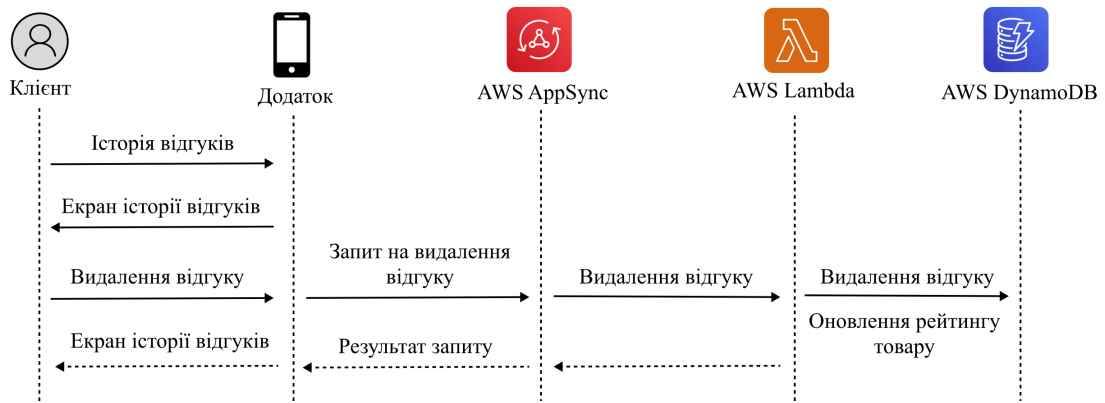 Клієнт
Додаток
AWS AppSync
AWS Lambda
AWS DynamoDB
Історія відгуків
Екран історії відгуків
Видалення відгуку
Запит на видалення
відгуку
Видалення відгуку
Видалення відгуку
Оновлення рейтингу
товару
Екран історії відгуків
Результат запиту